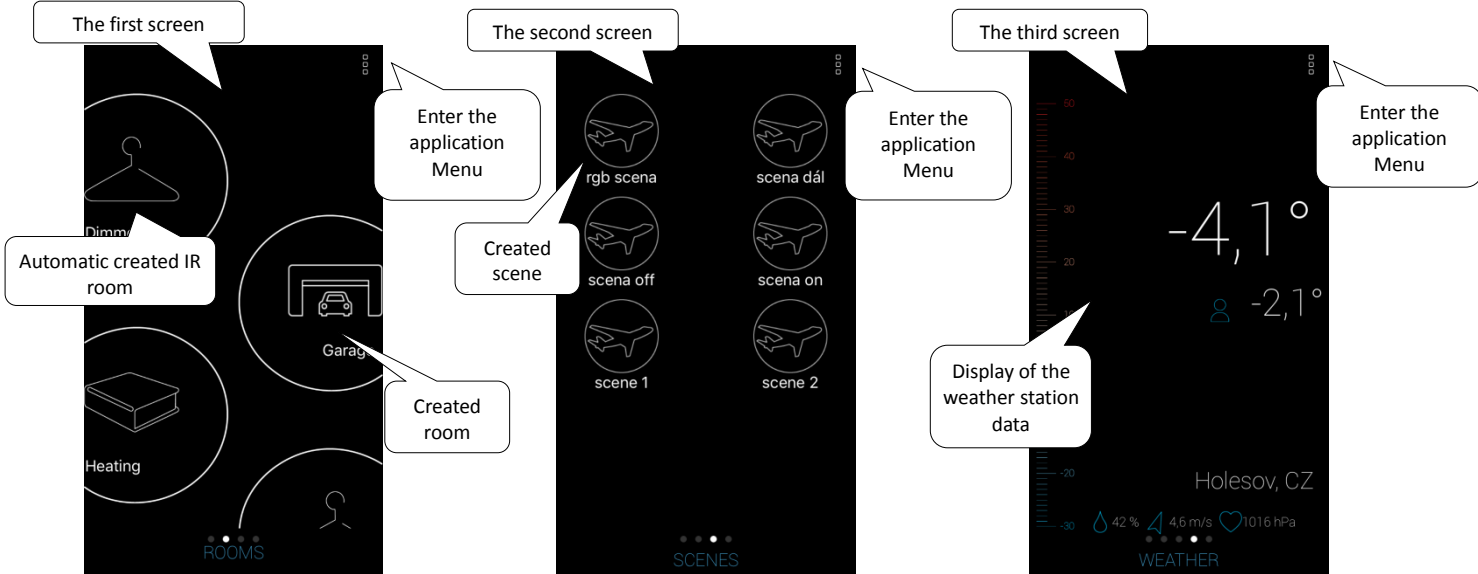 The first screen
Enter the
application
Menu
Automatic created IR
room
Garag
Created
room
Heating
ROOMS
The second screen
Enter the
application
Menu
rgb scena
scena dál
Created
scene
scena off
scena on
scene 1
scene 2
SCENES
The third screen
Enter the
application
Menu
50
40
30
20
-4,1°
-2,1°
Display of the
weather station
data
-20
-30
Holesov, CZ
42 %
4,6 m/s
1016 hPa
WEATHER